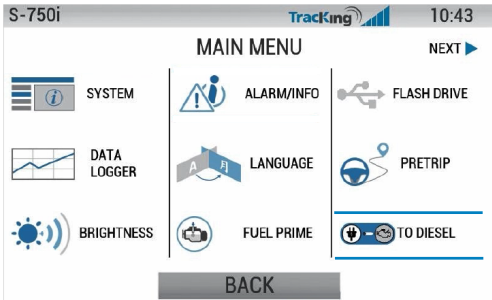 S-750i TracKing 10:43
MAIN MENU NEXT
SYSTEM ALARM/INFO FLASH DRIVE
DATA
LOGGER
LANGUAGE PRETRIP
BRIGHTNESS FUEL PRIME TO DIESEL
BACK